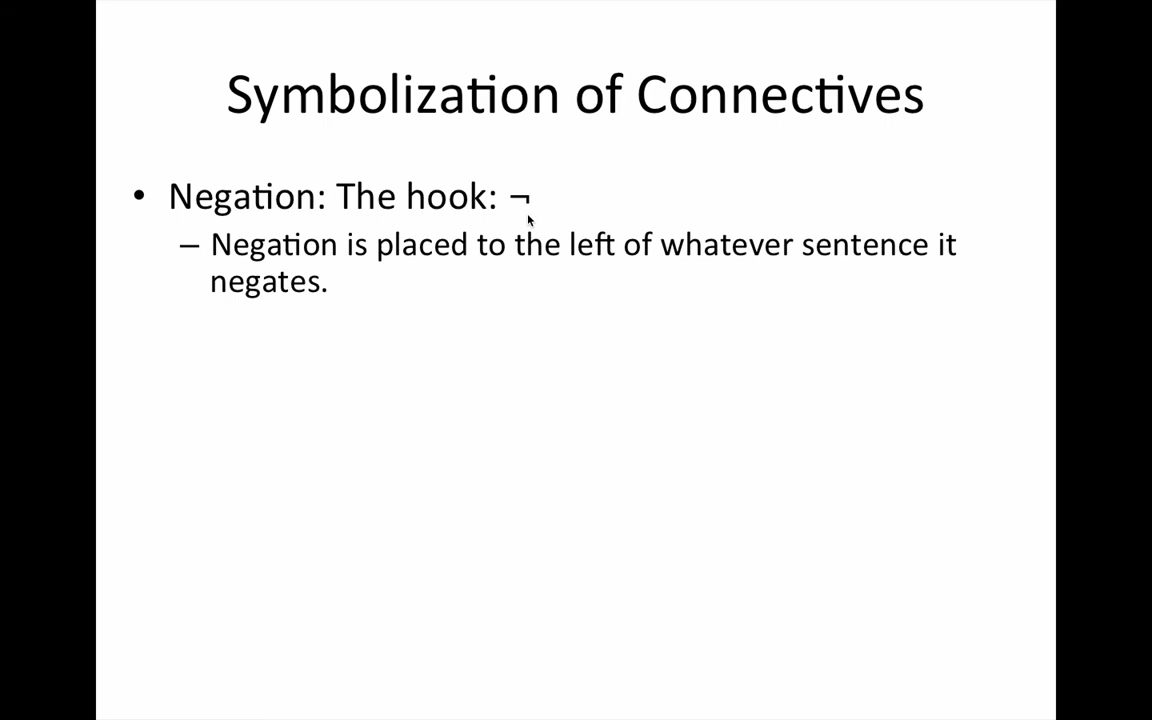 Symbolization of Connectives
• Negation: The hook: ¬
– Negation is placed to the left of whatever sentence it
negates.